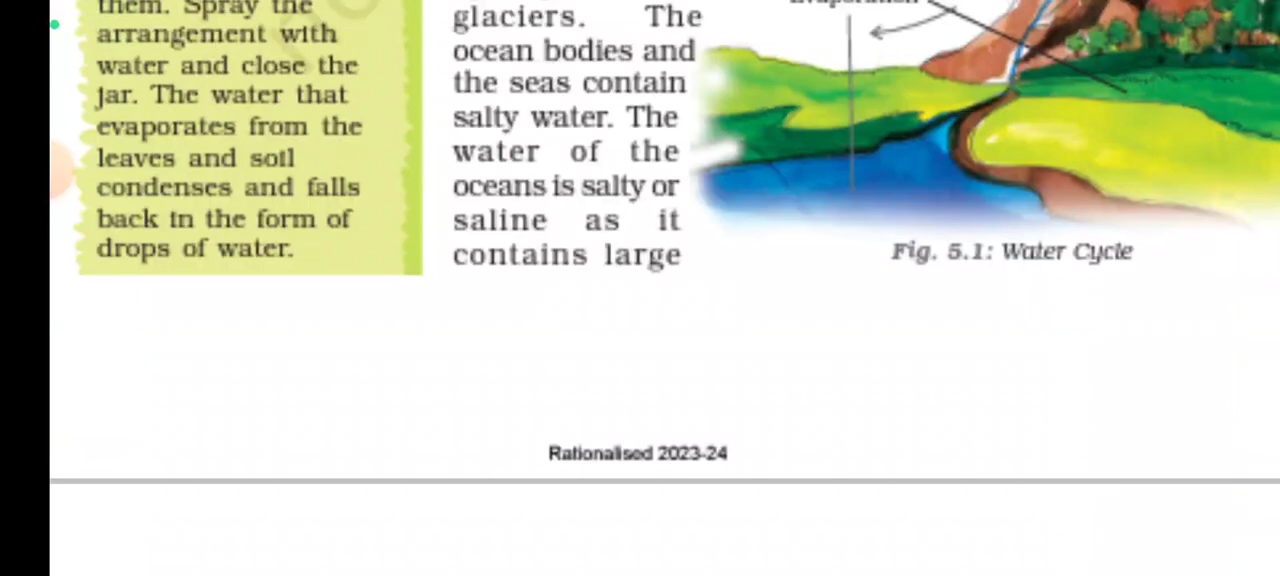 them. Spray the
arrangement with
water and close the
jar. The water that
evaporates from the
leaves and soil
condenses and falls
back in the form of
drops of water.
glaciers. The
ocean bodies and
the seas contain
salty water. The
water of the
oceans is salty or
saline as it
contains large
Evaporation
Fig. 5.1: Water Cycle
Rationalised 2023-24